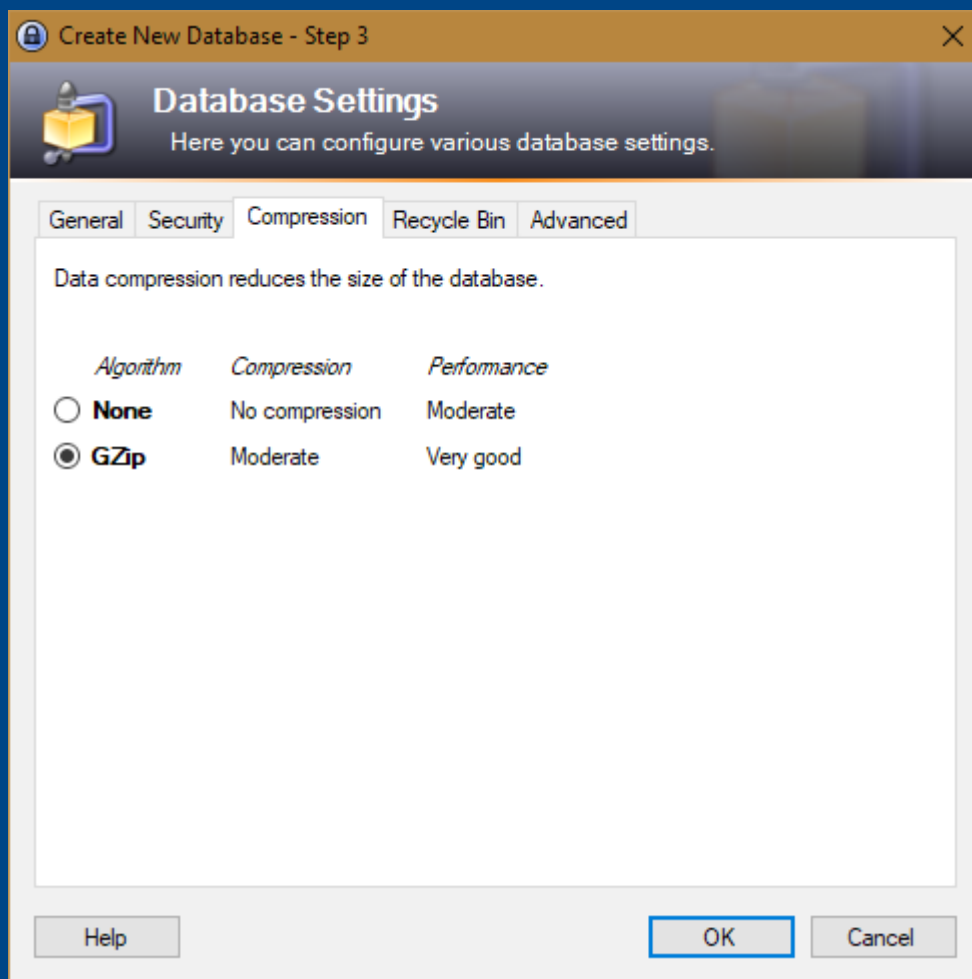 Create New Database - Step 3
Database Settings
Here you can configure various database settings.
General Security Compression Recycle Bin Advanced
Data compression reduces the size of the database.
Algorithm Compression Performance
None No compression Moderate
GZip Moderate Very good
Help OK Cancel